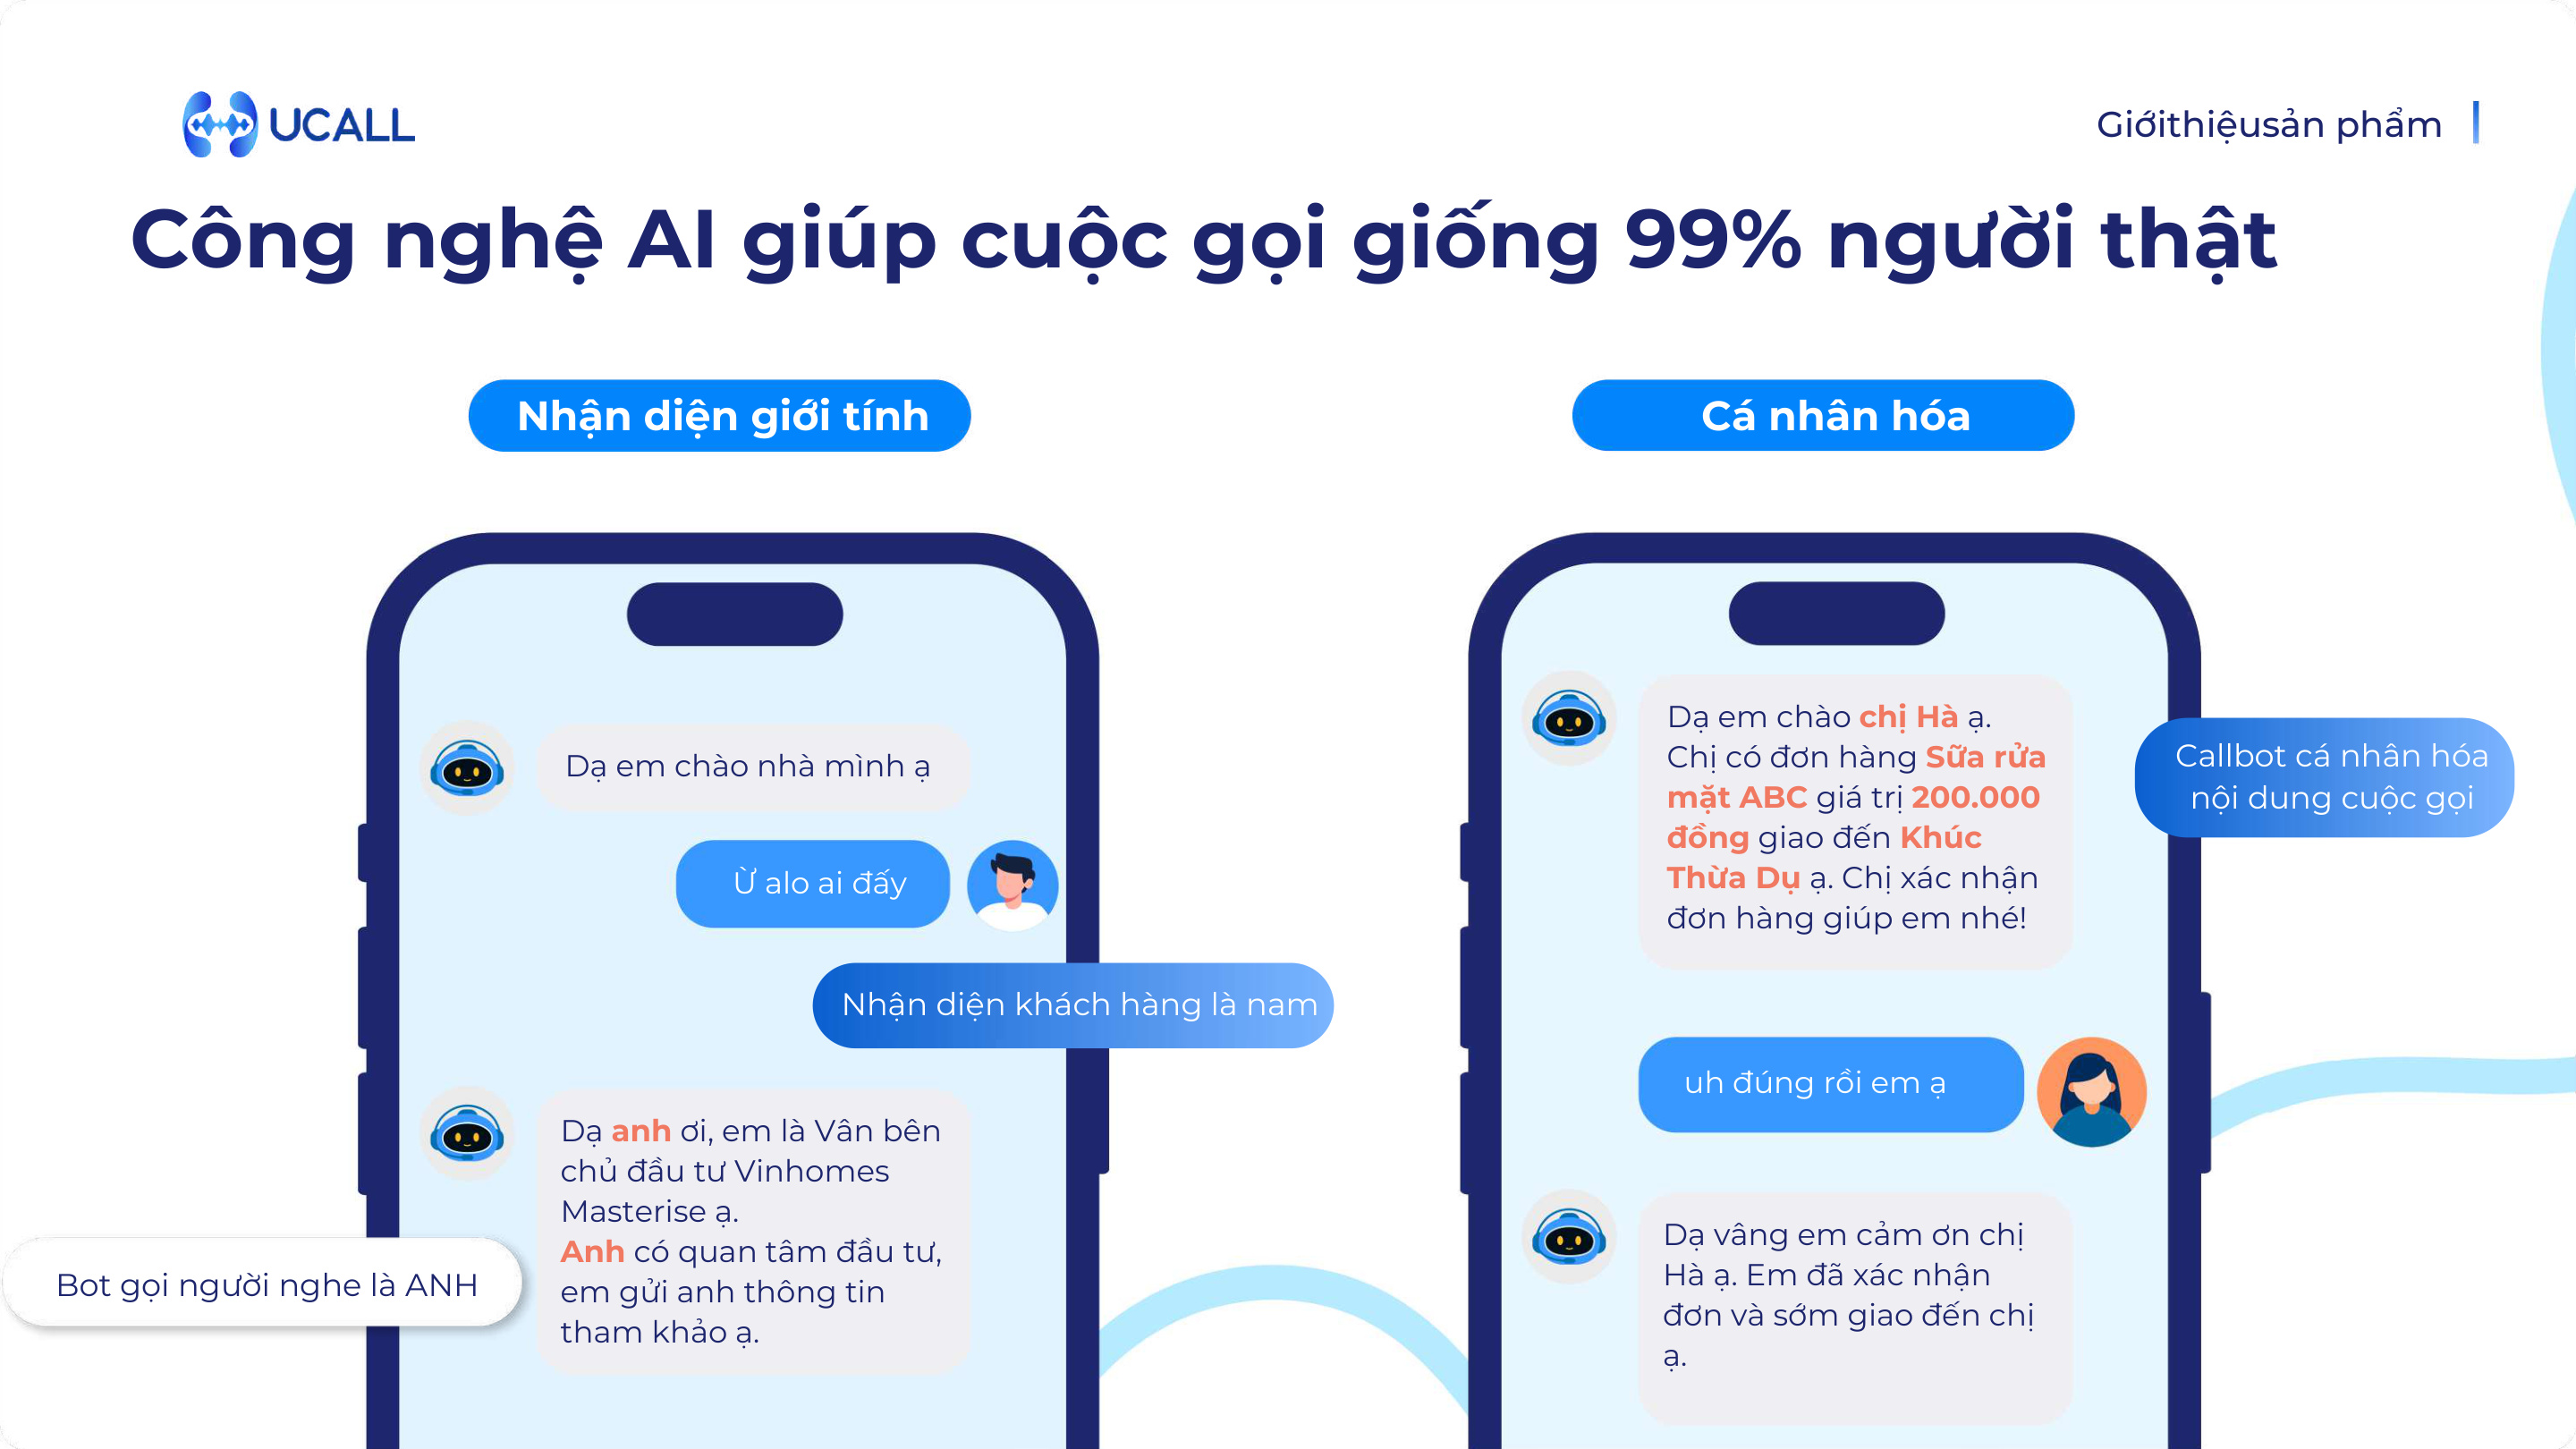 UCALL
Giớithiệusản phẩm
Công nghệ AI giúp cuộc gọi giống 99% người thật
Nhận diện giới tính
Dạ em chào nhà mình ạ
Ừ alo ai đấy
Nhận diện khách hàng là nam
Dạ anh ơi, em là Vân bên
chủ đầu tư Vinhomes
Masterise ạ.
Anh có quan tâm đầu tư,
em gửi anh thông tin
tham khảo ạ.
Bot gọi người nghe là ANH
Cá nhân hóa
Dạ em chào chị Hà ạ.
Chị có đơn hàng Sữa rửa
mặt ABC giá trị 200.000
đồng giao đến Khúc
Thừa Dụ ạ. Chị xác nhận
đơn hàng giúp em nhé!
Callbot cá nhân hóa
nội dung cuộc gọi
uh đúng rồi em ạ
Dạ vâng em cảm ơn chị
Hà ạ. Em đã xác nhận
đơn và sớm giao đến chị
ạ.